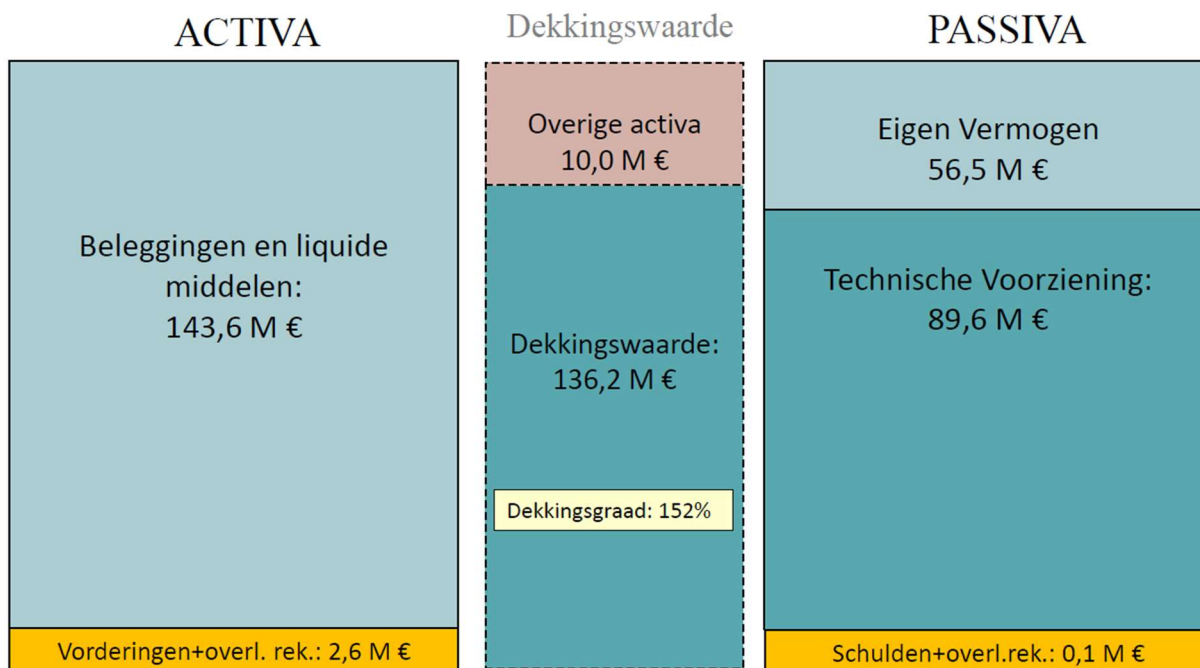 ACTIVA
Beleggingen en liquide
middelen:
143,6 M €
Vorderingen+overl. rek.: 2,6 M €
Dekkingswaarde
Overige activa
10,0 M €
Dekkingswaarde:
136,2 M €
Dekkingsgraad: 152%
PASSIVA
Eigen Vermogen
56,5 M €
Technische Voorziening:
89,6 M €
Schulden+overl.rek.: 0,1 M €